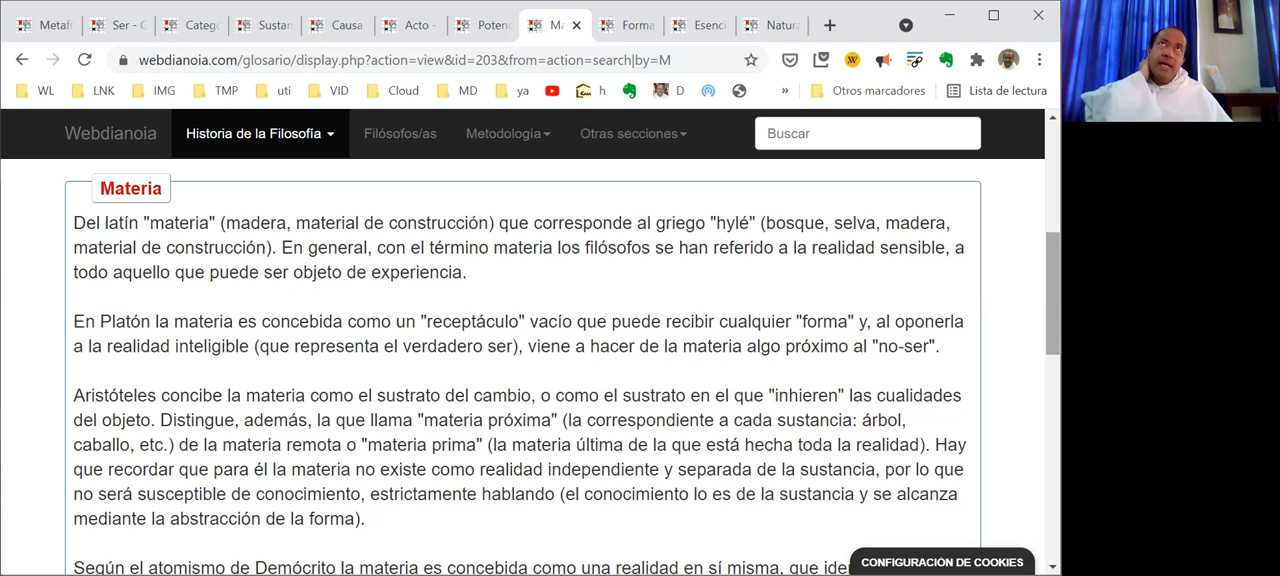 Metaf Ser - G Catego Sustan Causa Acto - Poten Ma Forma Esenci Natura
webdianoia.com/glosario/display.php?action=view&id=203&from=action=search|by=M
WL LNK IMG TMP uti VID Cloud MD ya h D » Otros marcadores Lista de lectura
Webdianoia Historia de la Filosofía Filósofos/as Metodología Otras secciones Buscar
Materia
Del latín "materia" (madera, material de construcción) que corresponde al griego "hylé" (bosque, selva, madera,
material de construcción). En general, con el término materia los filósofos se han referido a la realidad sensible, a
todo aquello que puede ser objeto de experiencia.
En Platón la materia es concebida como un "receptáculo" vacío que puede recibir cualquier "forma" y, al oponerla
a la realidad inteligible (que representa el verdadero ser), viene a hacer de la materia algo próximo al "no-ser".
Aristóteles concibe la materia como el sustrato del cambio, o como el sustrato en el que "inhieren" las cualidades
del objeto. Distingue, además, la que llama "materia próxima" (la correspondiente a cada sustancia: árbol,
caballo, etc.) de la materia remota o "materia prima" (la materia última de la que está hecha toda la realidad). Hay
que recordar que para él la materia no existe como realidad independiente y separada de la sustancia, por lo que
no será susceptible de conocimiento, estrictamente hablando (el conocimiento lo es de la sustancia y se alcanza
mediante la abstracción de la forma).
Según el atomismo de Demócrito la materia es concebida como una realidad en sí misma, que iden
CONFIGURACIÓN DE COOKIES